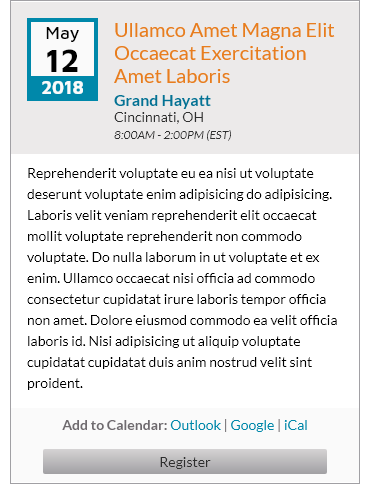 May
12
2018
Ullamco Amet Magna Elit
Occaecat Exercitation
Amet Laboris
Grand Hayatt
Cincinnati, OH
8:00AM - 2:00PM (EST)
Reprehenderit voluptate eu ea nisi ut voluptate
deserunt voluptate enim adipisicing do adipisicing.
Laboris velit veniam reprehenderit elit occaecat
mollit voluptate reprehenderit non commodo
voluptate. Do nulla laborum in ut voluptate et ex
enim. Ullamco occaecat nisi officia ad commodo
consectetur cupidatat irure laboris tempor officia
non amet. Dolore eiusmod commodo ea velit officia
laboris id. Nisi adipisicing ut aliquip voluptate
cupidatat cupidatat duis anim nostrud velit sint
proident.
Add to Calendar: Outlook | Google | iCal
Register